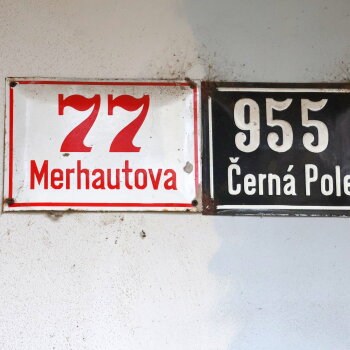 77
Merhautova
955
Černá Pole